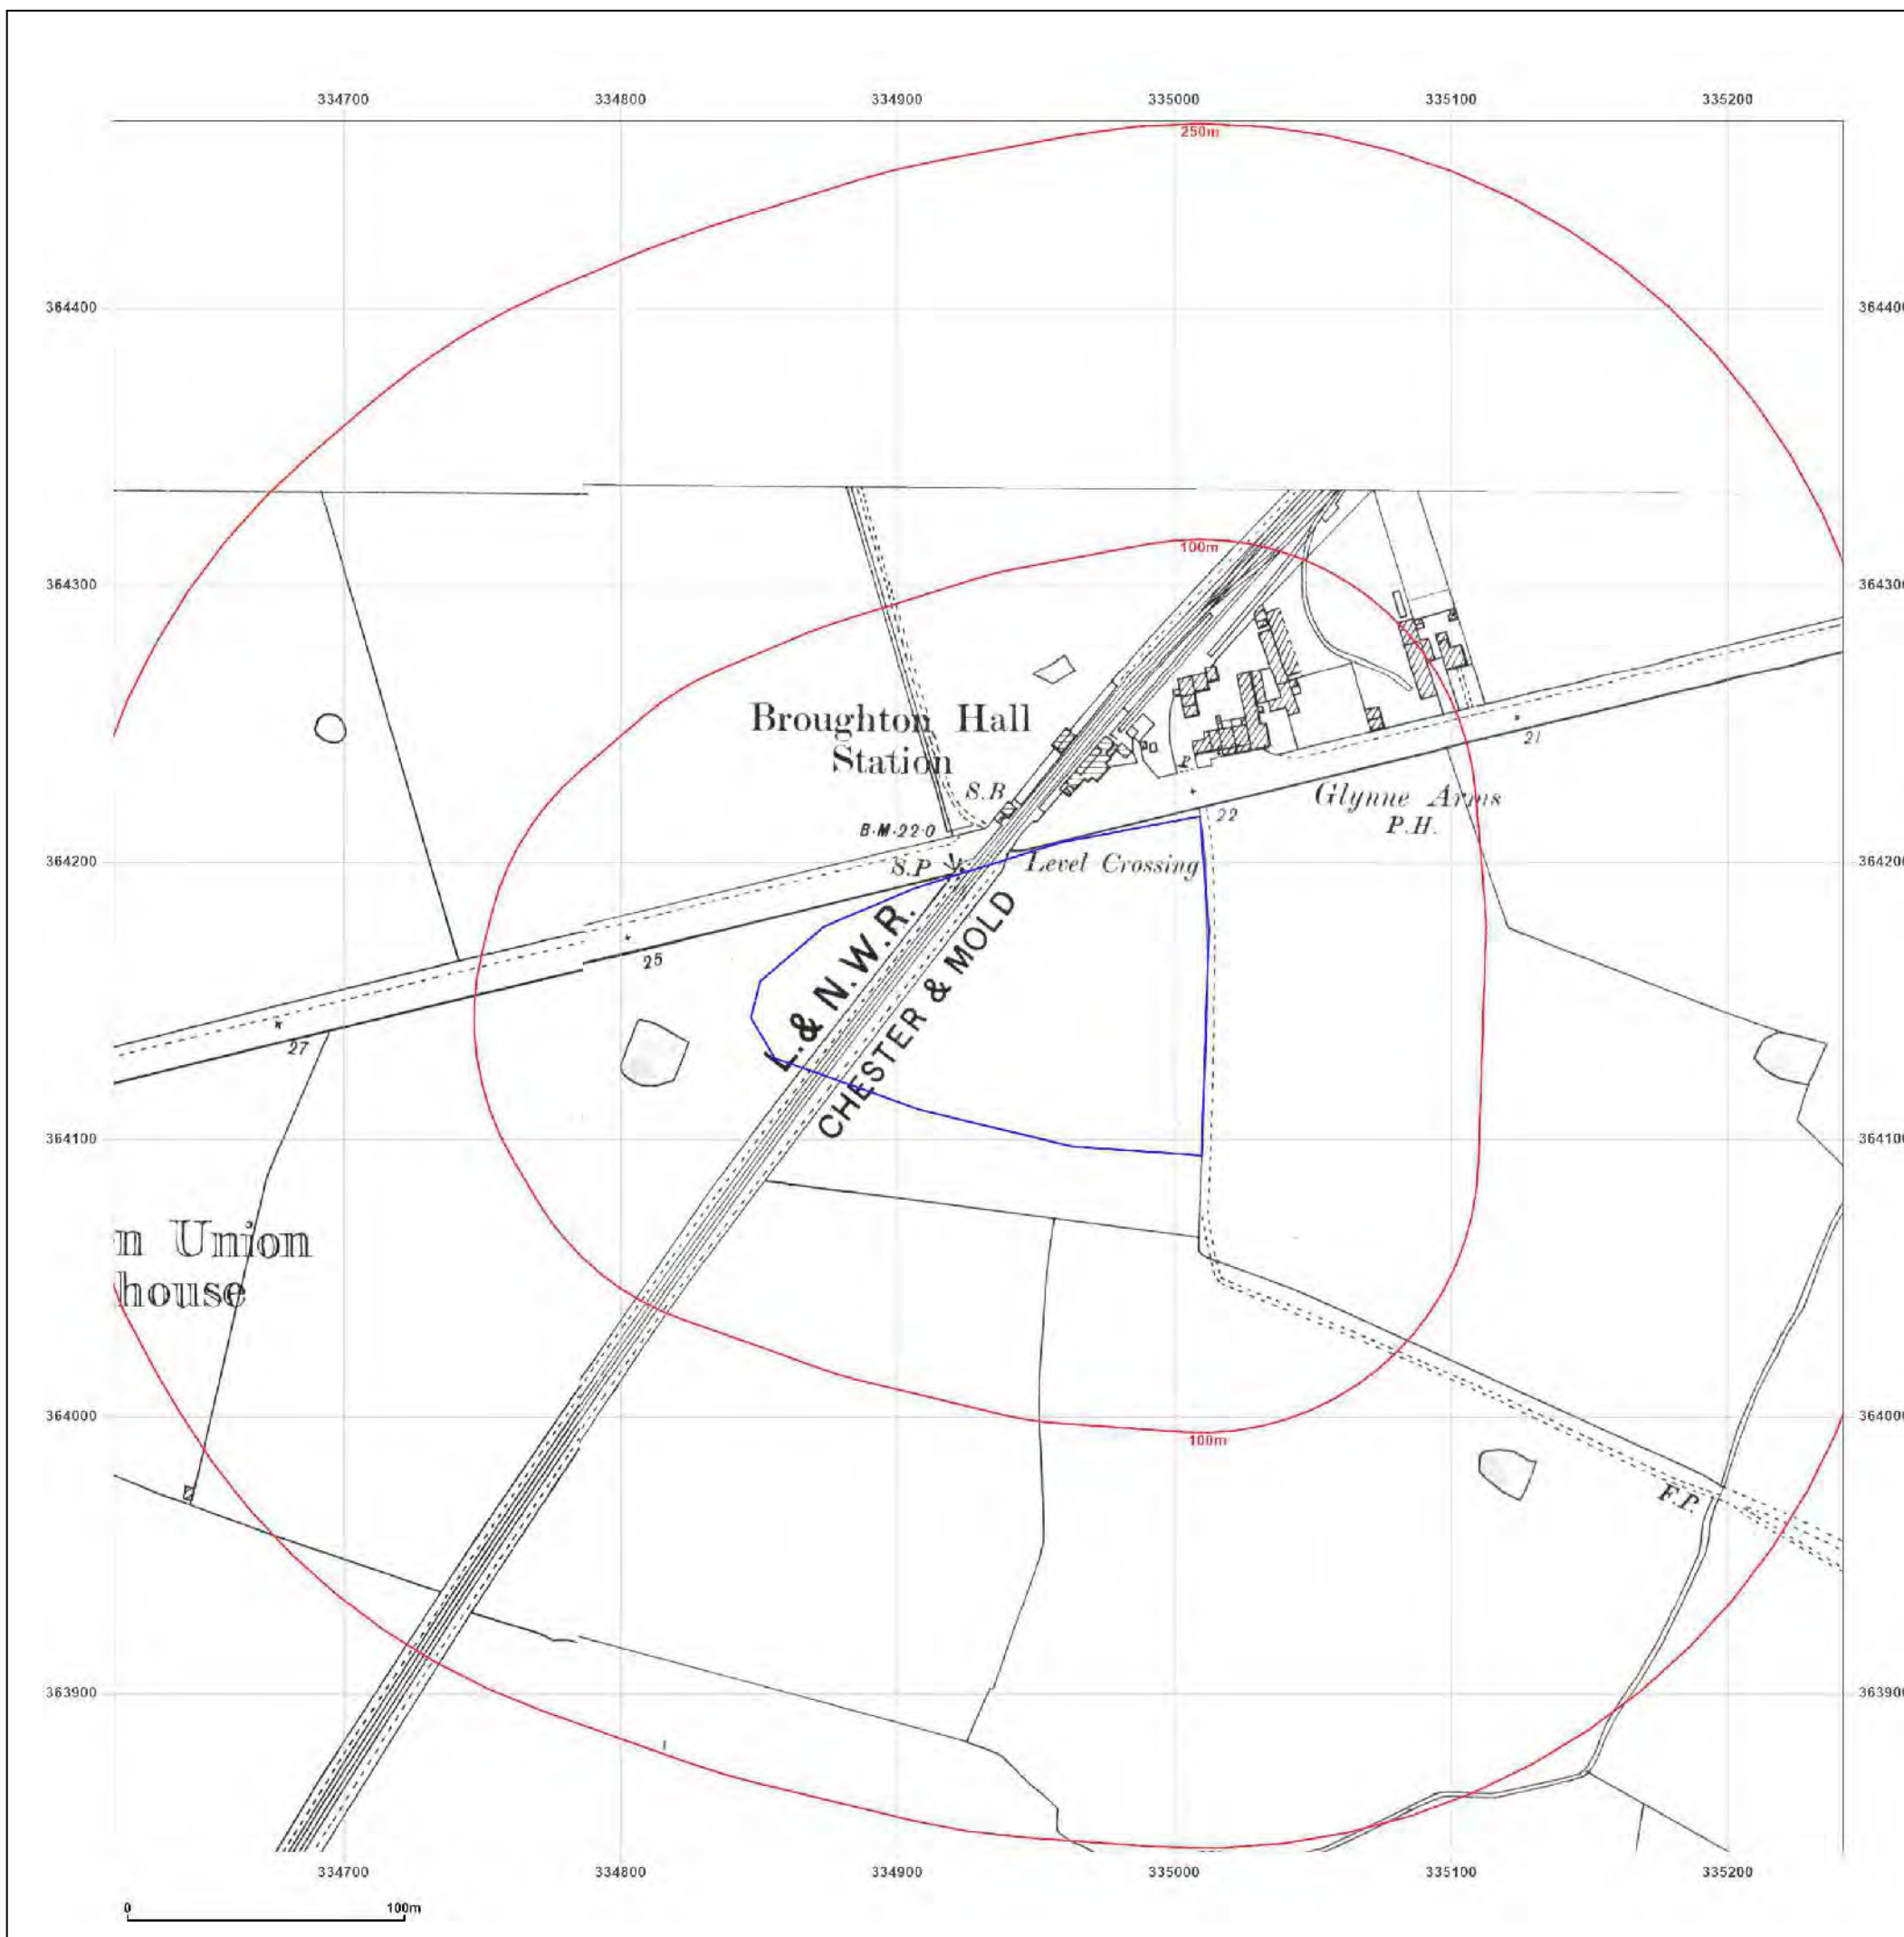 334700 334800 334900 335000 335100 335200
250m
364400 364400
100m
364300 364300
Broughton Hall
Station
S.B
P
21
Glynne Arms
P.H.
22
B.M.22.0
S.P
Level Crossing
364200 364200
L. & N. W. R.
CHESTER & MOLD
25
27
364100 364100
n Union
house
364000 364000
100m
F.P.
363900 363900
334700 334800 334900 335000 335100 335200
0 100m